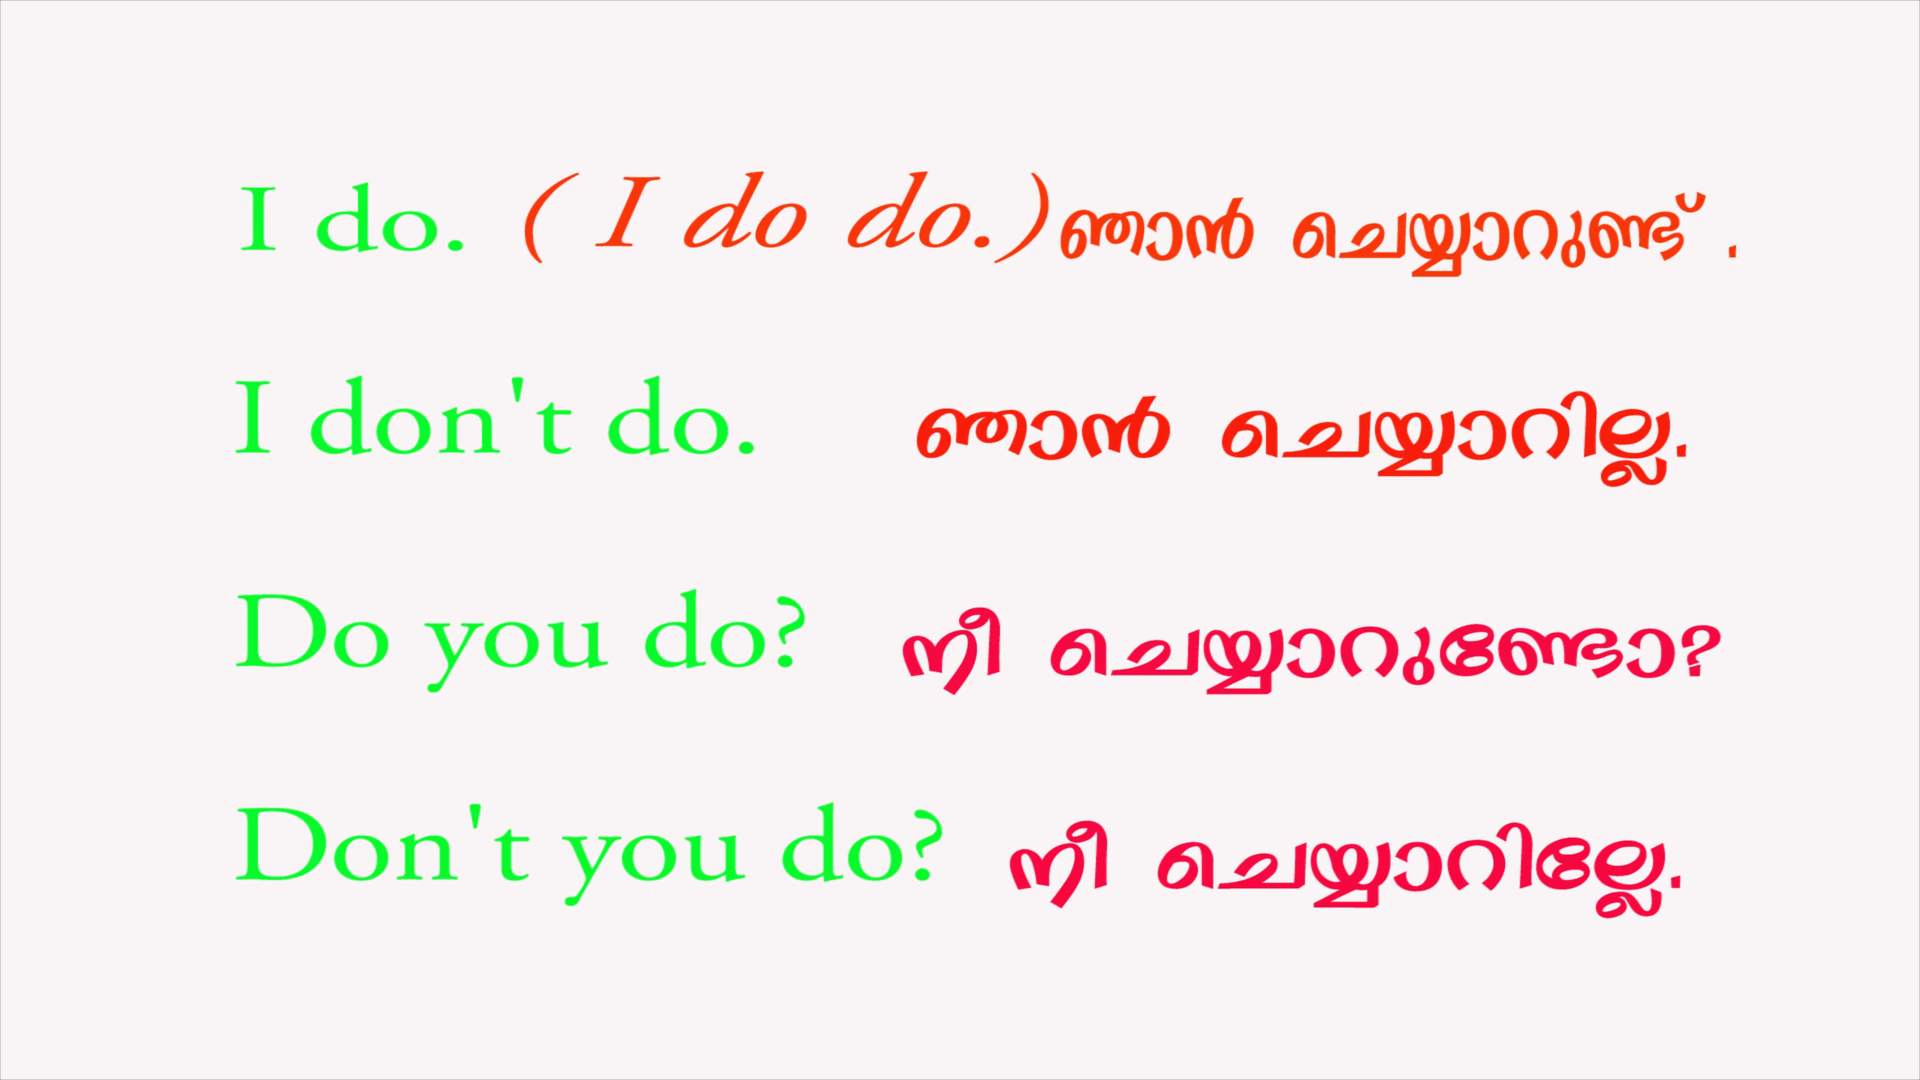 I do. ( I do do.) ഞാൻ ചെയ്യാറുണ്ട് .
I don't do. ഞാൻ ചെയ്യാറില്ല.
Do you do? നീ ചെയ്യാറുണ്ടോ?
Don't you do? നീ ചെയ്യാറില്ലേ.